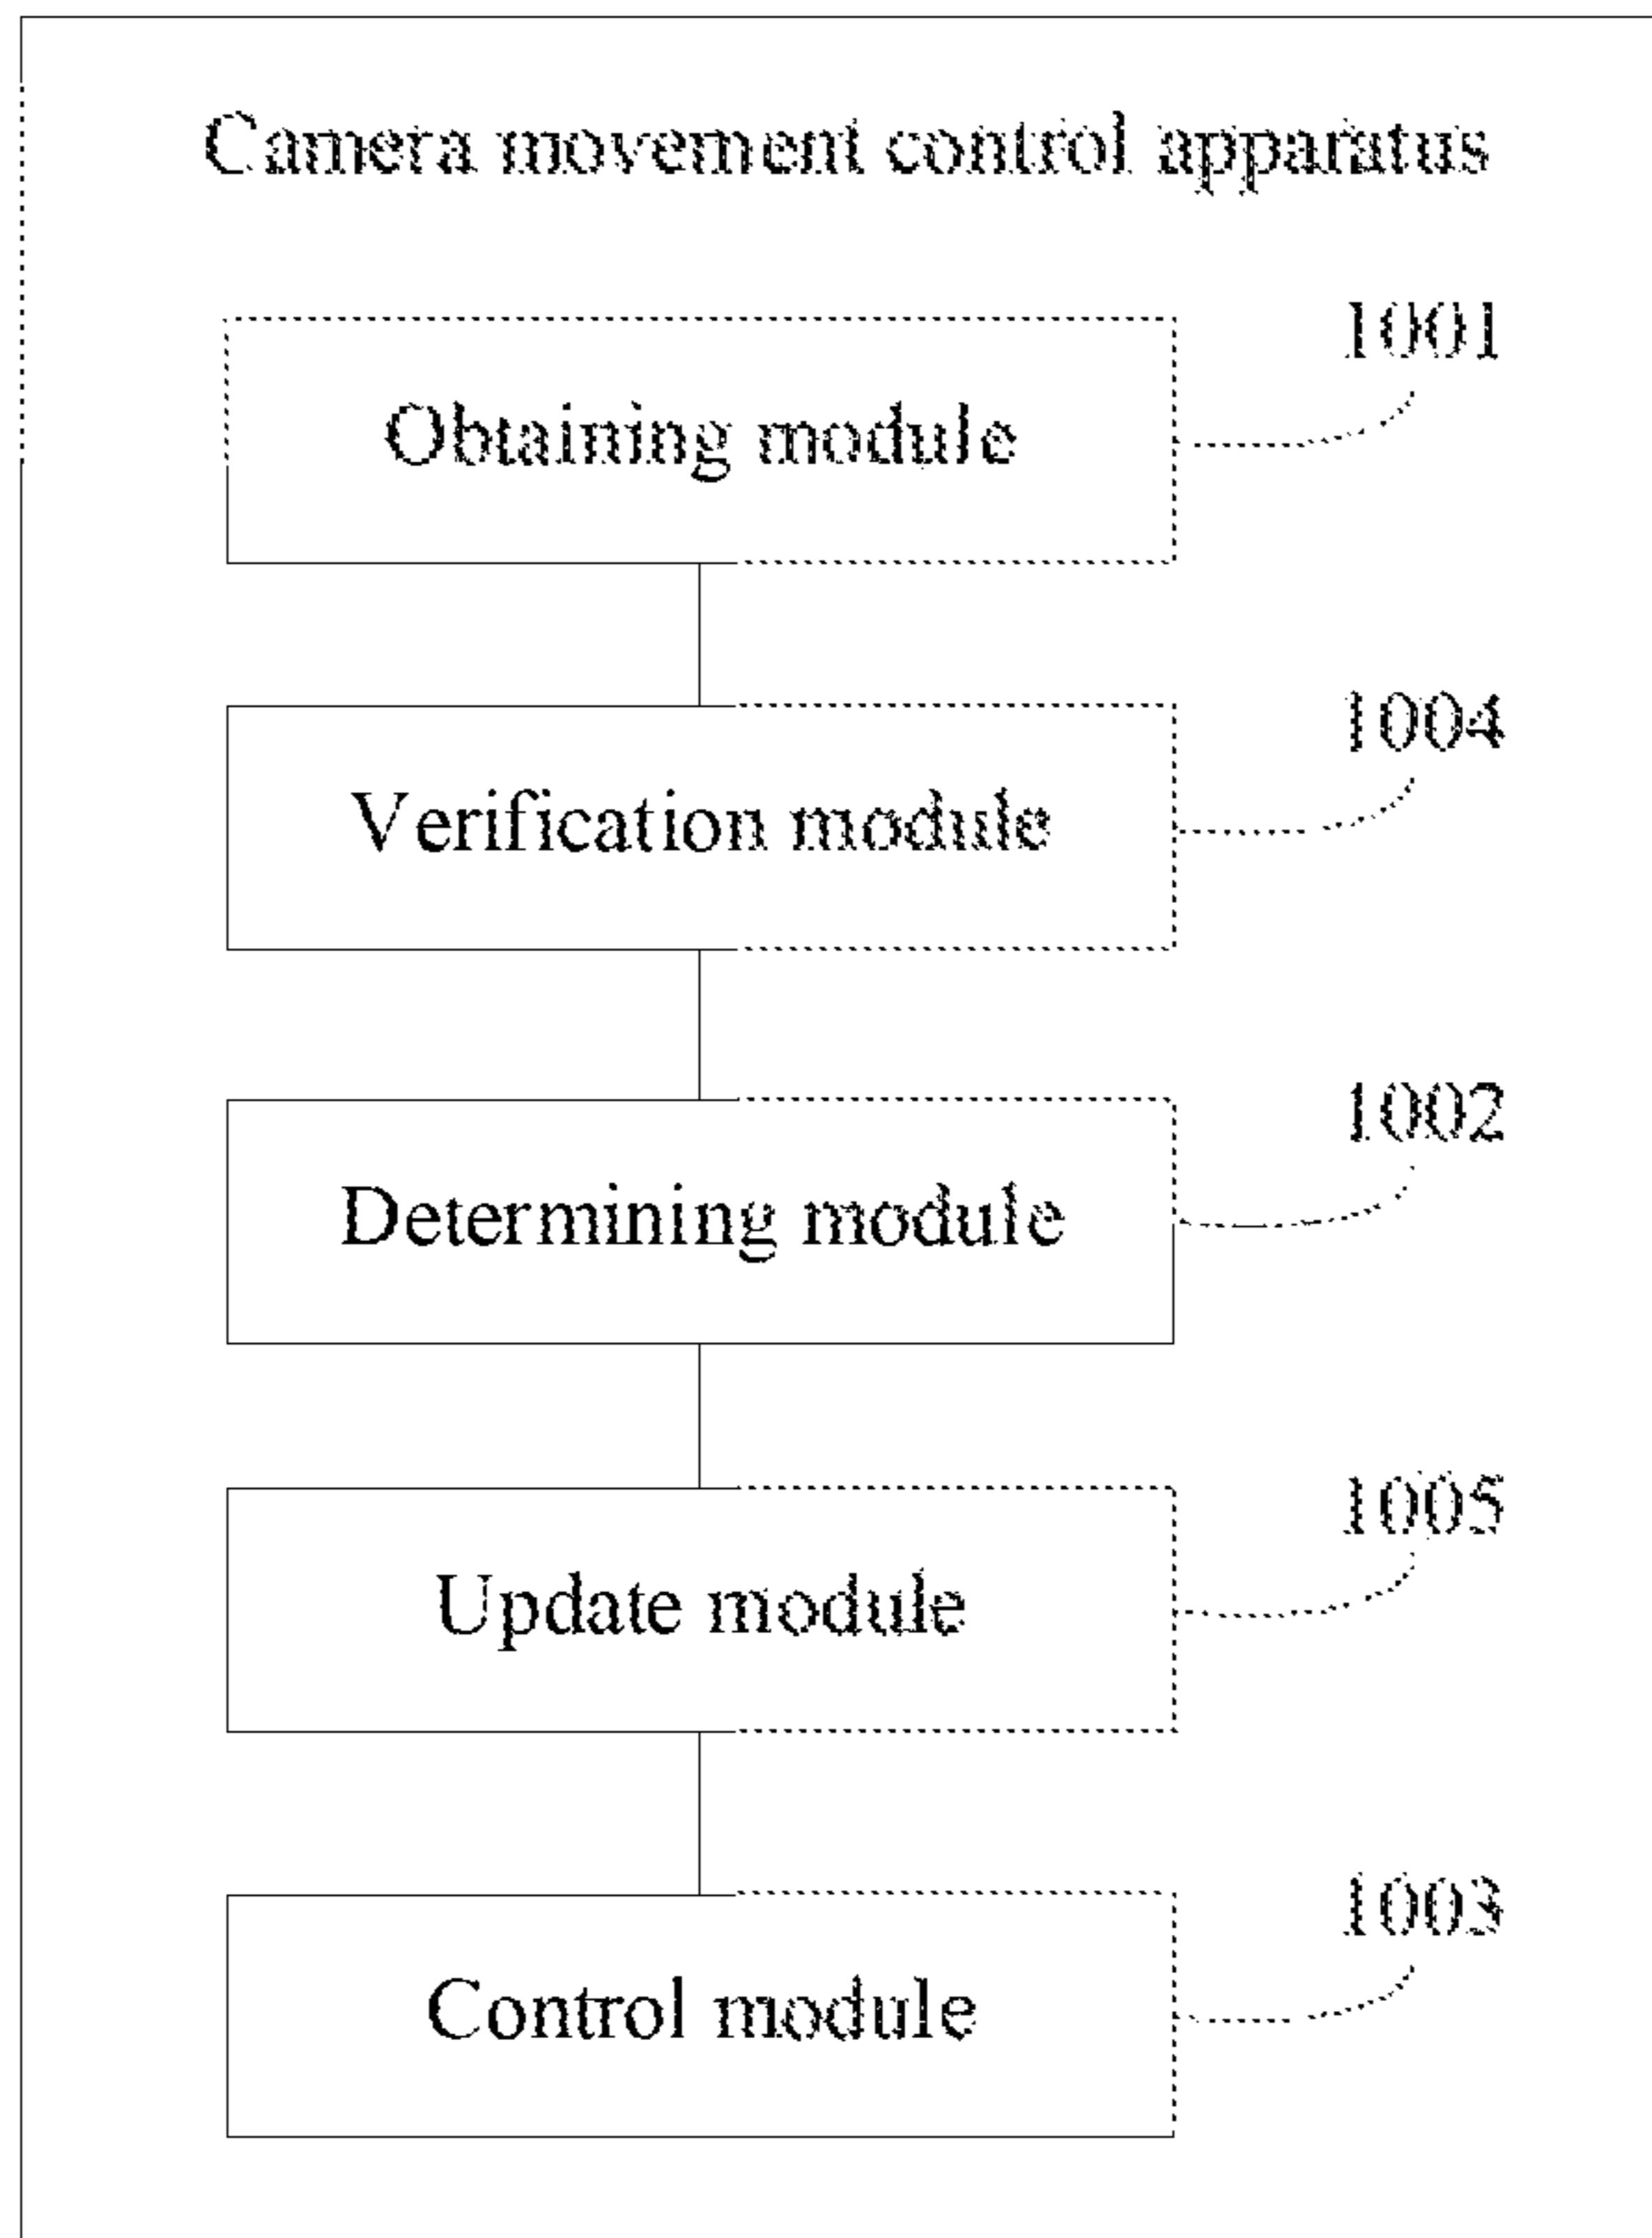 Camera movement control apparatus
1001
Obtaining module
1004
Verification module
1002
Determining module
1005
Update module
1003
Control module